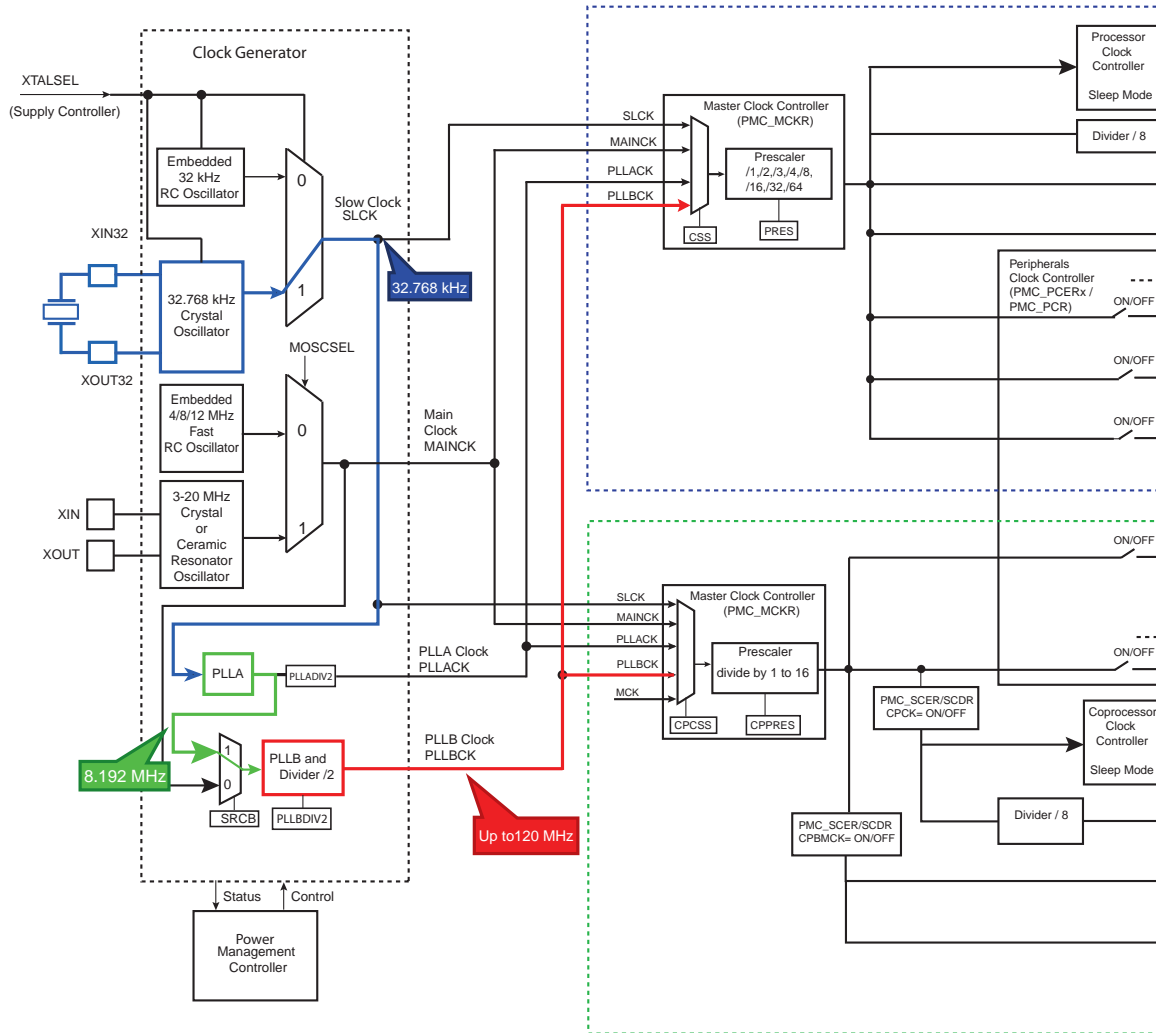 Clock Generator
XTALSEL
(Supply Controller)
Embedded
32 kHz
RC Oscillator
0
Slow Clock
SLCK
XIN32
32.768 kHz
Crystal
Oscillator
1
32.768 kHz
XOUT32
MOSCSEL
Embedded
4/8/12 MHz
Fast
RC Oscillator
0
Main
Clock
MAINCK
XIN
XOUT
3-20 MHz
Crystal
or
Ceramic
Resonator
Oscillator
1
PLLA
PLLADIV2
PLLA Clock
PLLACK
8.192 MHz
1
0
SRCB
PLLB and
Divider /2
PLLBDIV2
PLLB Clock
PLLBCK
Up to120 MHz
Status
Control
Power
Management
Controller
SLCK
MAINCK
PLLACK
PLLBCK
Master Clock Controller
(PMC_MCKR)
Prescaler
/1,/2,/3,/4,/8,
/16,/32,/64
CSS
PRES
Processor
Clock
Controller
Sleep Mode
Divider / 8
Peripherals
Clock Controller
(PMC_PCERx /
PMC_PCR)
ON/OFF
ON/OFF
ON/OFF
SLCK
MAINCK
PLLACK
PLLBCK
MCK
Master Clock Controller
(PMC_MCKR)
Prescaler
divide by 1 to 16
CPCSS
CPPRES
ON/OFF
ON/OFF
PMC_SCER/SCDR
CPCK= ON/OFF
Coprocessor
Clock
Controller
Sleep Mode
PMC_SCER/SCDR
CPBMCK= ON/OFF
Divider / 8